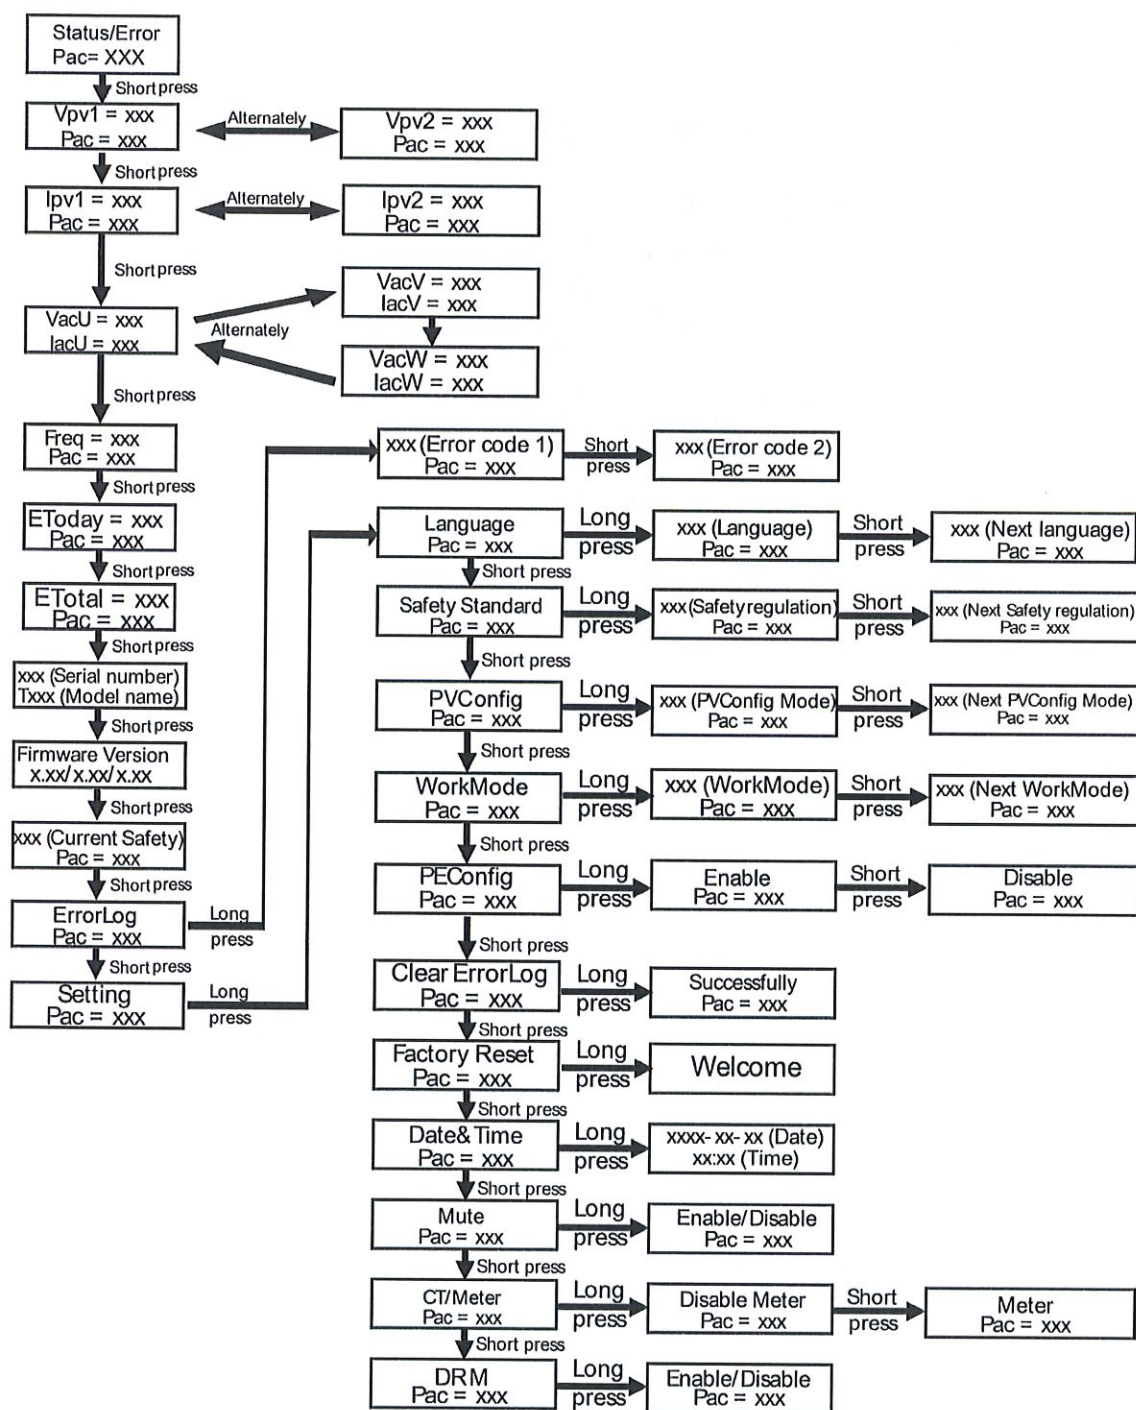 Status/Error
Pac= XXX
Short press
Vpv1 = xxx
Pac = xxx
Alternately
Vpv2 = xxx
Pac = xxx
Short press
Ipv1 = xxx
Pac = xxx
Alternately
Ipv2 = xxx
Pac = xxx
Short press
VacU = xxx
IacU = xxx
Alternately
VacV = xxx
IacV = xxx
VacW = xxx
IacW = xxx
Short press
Freq = xxx
Pac = xxx
Short press
EToday = xxx
Pac = xxx
Short press
ETotal = xxx
Pac = xxx
Short press
xxx (Serial number)
Txxx (Model name)
Short press
Firmware Version
x.xx/x.xx/x.xx
Short press
xxx (Current Safety)
Pac = xxx
Short press
ErrorLog
Pac = xxx
Long
press
Short press
Setting
Pac = xxx
Long
press
xxx (Error code 1)
Pac = xxx
Short
press
xxx (Error code 2)
Pac = xxx
Language
Pac = xxx
Long
press
xxx (Language)
Pac = xxx
Short
press
xxx (Next language)
Pac = xxx
Short press
Safety Standard
Pac = xxx
Long
press
xxx (Safety regulation)
Pac = xxx
Short
press
xxx (Next Safety regulation)
Pac = xxx
Short press
PVConfig
Pac = xxx
Long
press
xxx (PVConfig Mode)
Pac = xxx
Short
press
xxx (Next PVConfig Mode)
Pac = xxx
Short press
WorkMode
Pac = xxx
Long
press
xxx (WorkMode)
Pac = xxx
Short
press
xxx (Next WorkMode)
Pac = xxx
Short press
PEConfig
Pac = xxx
Long
press
Enable
Pac = xxx
Short
press
Disable
Pac = xxx
Short press
Clear ErrorLog
Pac = xxx
Long
press
Successfully
Pac = xxx
Short press
Factory Reset
Pac = xxx
Long
press
Welcome
Short press
Date&Time
Pac = xxx
Long
press
xxxx-xx-xx (Date)
xx:xx (Time)
Short press
Mute
Pac = xxx
Long
press
Enable/Disable
Pac = xxx
Short press
CT/Meter
Pac = xxx
Long
press
Disable Meter
Pac = xxx
Short
press
Meter
Pac = xxx
Short press
DRM
Pac = xxx
Long
press
Enable/Disable
Pac = xxx